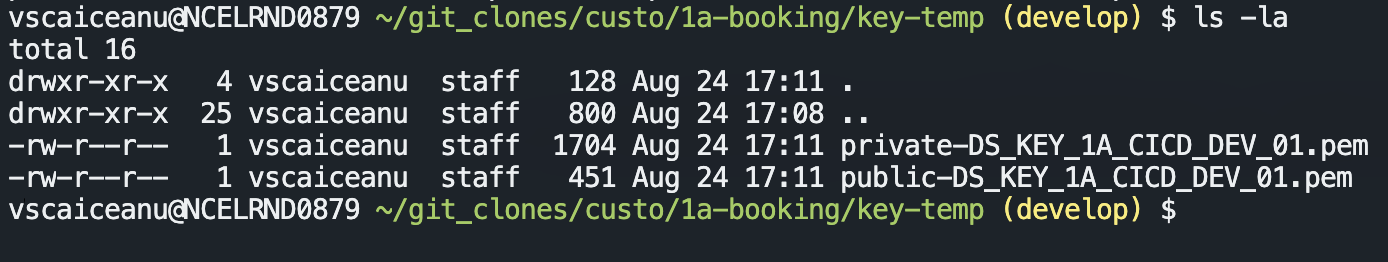 vscaiceanu@NCELRND0879 ~/git_clones/custo/1a-booking/key-temp (develop) $ ls -la
total 16
drwxr-xr-x   4 vscaiceanu  staff   128 Aug 24 17:11 .
drwxr-xr-x  25 vscaiceanu  staff   800 Aug 24 17:08 ..
-rw-r--r--   1 vscaiceanu  staff  1704 Aug 24 17:11 private-DS_KEY_1A_CICD_DEV_01.pem
-rw-r--r--   1 vscaiceanu  staff   451 Aug 24 17:11 public-DS_KEY_1A_CICD_DEV_01.pem
vscaiceanu@NCELRND0879 ~/git_clones/custo/1a-booking/key-temp (develop) $